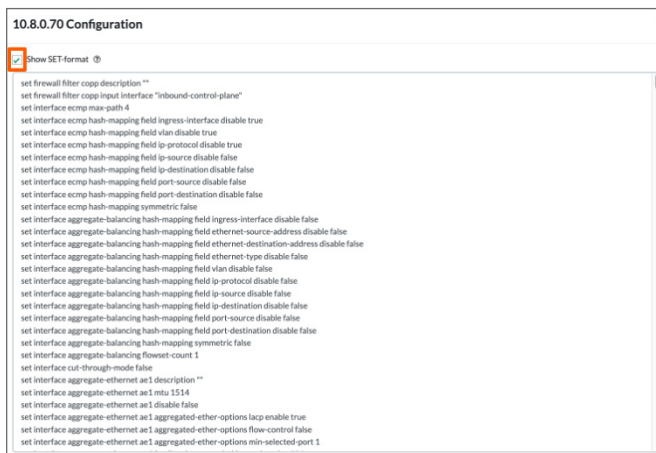 10.8.0.70 Configuration
Show SET-format
set firewall filter copp description ""
set firewall filter copp input interface "inbound-control-plane"
set interface ecmp max-path 4
set interface ecmp hash-mapping field ingress-interface disable true
set interface ecmp hash-mapping field vlan disable true
set interface ecmp hash-mapping field ip-protocol disable true
set interface ecmp hash-mapping field ip-source disable false
set interface ecmp hash-mapping field ip-destination disable false
set interface ecmp hash-mapping field port-source disable false
set interface ecmp hash-mapping field port-destination disable false
set interface ecmp hash-mapping symmetric false
set interface aggregate-balancing hash-mapping field ingress-interface disable false
set interface aggregate-balancing hash-mapping field ethernet-source-address disable false
set interface aggregate-balancing hash-mapping field ethernet-destination-address disable false
set interface aggregate-balancing hash-mapping field ethernet-type disable false
set interface aggregate-balancing hash-mapping field vlan disable false
set interface aggregate-balancing hash-mapping field ip-protocol disable false
set interface aggregate-balancing hash-mapping field ip-source disable false
set interface aggregate-balancing hash-mapping field ip-destination disable false
set interface aggregate-balancing hash-mapping field port-source disable false
set interface aggregate-balancing hash-mapping field port-destination disable false
set interface aggregate-balancing hash-mapping symmetric false
set interface aggregate-balancing flowset-count 1
set interface cut-through-mode false
set interface aggregate-ethernet ae1 description ""
set interface aggregate-ethernet ae1 mtu 1514
set interface aggregate-ethernet ae1 disable false
set interface aggregate-ethernet ae1 aggregated-ether-options lacp enable true
set interface aggregate-ethernet ae1 aggregated-ether-options flow-control false
set interface aggregate-ethernet ae1 aggregated-ether-options min-selected-port 1